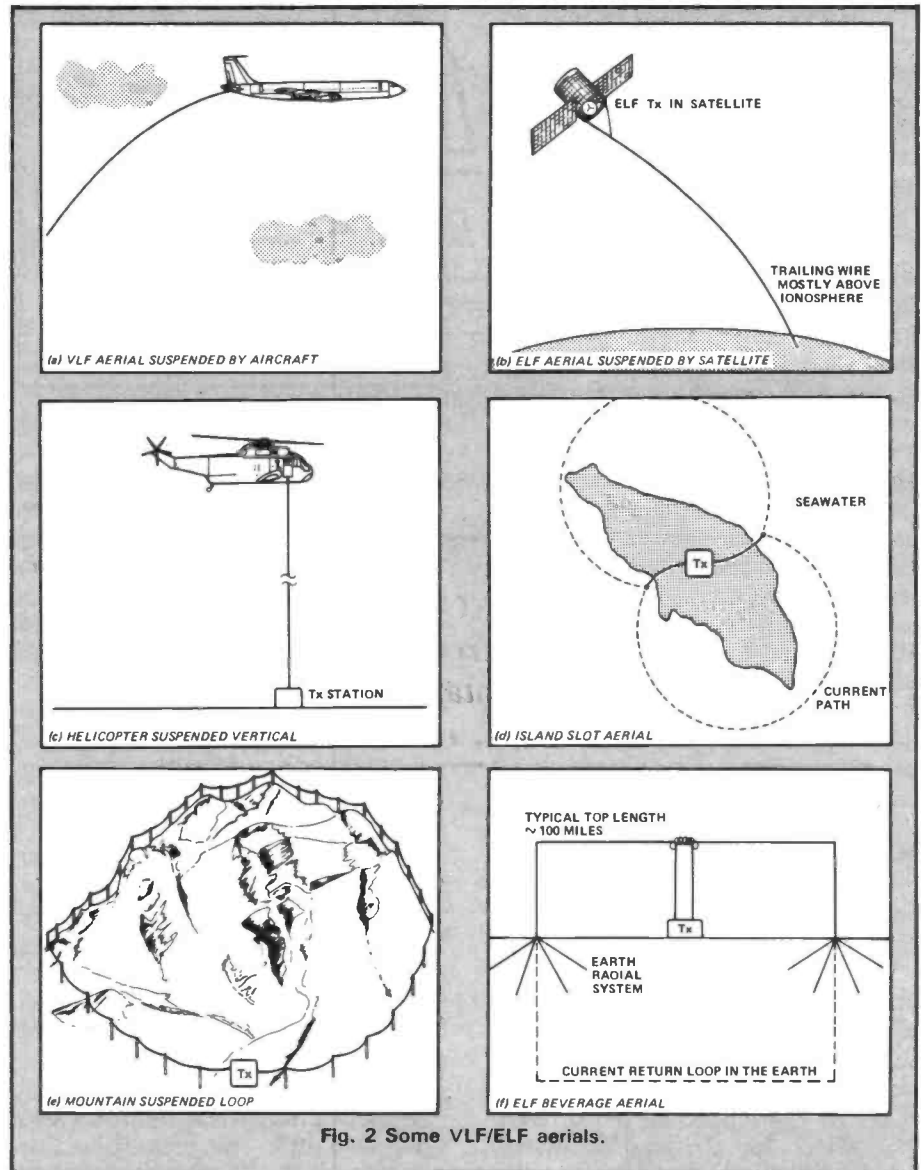 ELF Tx IN SATELLITE
TRAILING WIRE
MOSTLY ABOVE
IONOSPHERE
(a) VLF AERIAL SUSPENDED BY AIRCRAFT
(b) ELF AERIAL SUSPENDED BY SATELLITE
Tx STATION
(c) HELICOPTER SUSPENDED VERTICAL
SEAWATER
Tx
CURRENT
PATH
(d) ISLAND SLOT AERIAL
Tx
(e) MOUNTAIN SUSPENDED LOOP
TYPICAL TOP LENGTH
~ 100 MILES
Tx
EARTH
RADIAL
SYSTEM
CURRENT RETURN LOOP IN THE EARTH
(f) ELF BEVERAGE AERIAL
Fig. 2 Some VLF/ELF aerials.